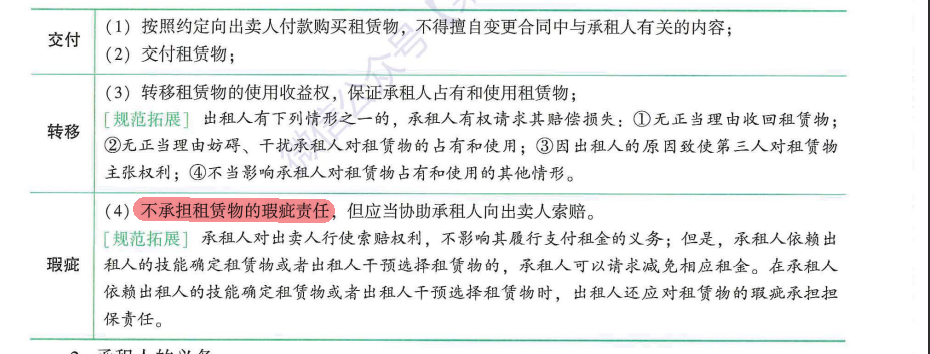 交付
(1) 按照约定向出卖人付款购买租赁物，不得擅自变更合同中与承租人有关的内容；
(2) 交付租赁物；
转移
(3) 转移租赁物的使用收益权，保证承租人占有和使用租赁物；
[规范拓展] 出租人有下列情形之一的，承租人有权请求其赔偿损失：①无正当理由收回租赁物；
②无正当理由妨碍、干扰承租人对租赁物的占有和使用；③因出租人的原因致使第三人对租赁物
主张权利；④不当影响承租人对租赁物占有和使用的其他情形。
瑕疵
(4) 不承担租赁物的瑕疵责任，但应当协助承租人向出卖人索赔。
[规范拓展] 承租人对出卖人行使索赔权利，不影响其履行支付租金的义务；但是，承租人依赖出
租人的技能确定租赁物或者出租人干预选择租赁物的，承租人可以请求减免相应租金。在承租人
依赖出租人的技能确定租赁物或者出租人干预选择租赁物时，出租人还应对租赁物的瑕疵承担担
保责任。
微信公众号